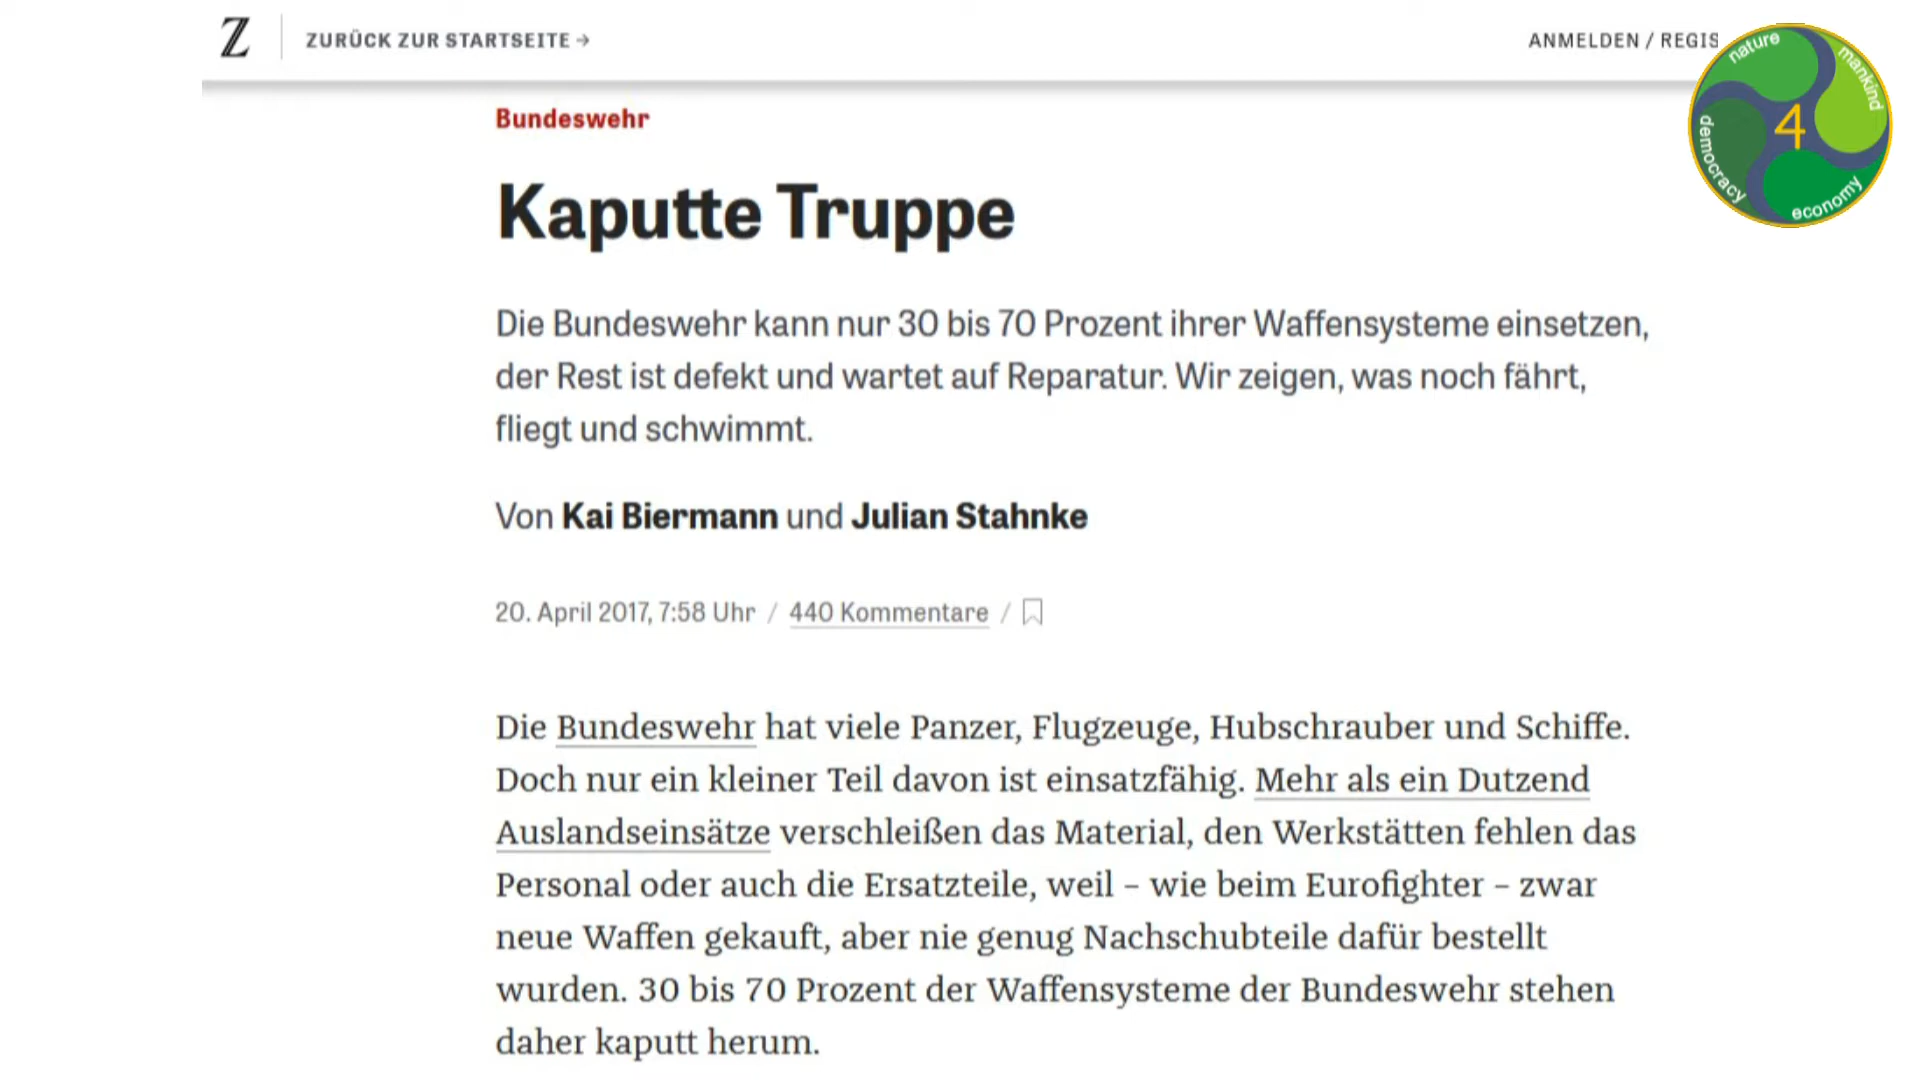 Z
ZURÜCK ZUR STARTSEITE →
ANMELDEN / REGIS
nature
mankind
democracy
4
economy
Bundeswehr
Kaputte Truppe
Die Bundeswehr kann nur 30 bis 70 Prozent ihrer Waffensysteme einsetzen,
der Rest ist defekt und wartet auf Reparatur. Wir zeigen, was noch fährt,
fliegt und schwimmt.
Von Kai Biermann und Julian Stahnke
20. April 2017, 7:58 Uhr / 440 Kommentare /
Die Bundeswehr hat viele Panzer, Flugzeuge, Hubschrauber und Schiffe.
Doch nur ein kleiner Teil davon ist einsatzfähig. Mehr als ein Dutzend
Auslandseinsätze verschleißen das Material, den Werkstätten fehlen das
Personal oder auch die Ersatzteile, weil – wie beim Eurofighter – zwar
neue Waffen gekauft, aber nie genug Nachschubteile dafür bestellt
wurden. 30 bis 70 Prozent der Waffensysteme der Bundeswehr stehen
daher kaputt herum.